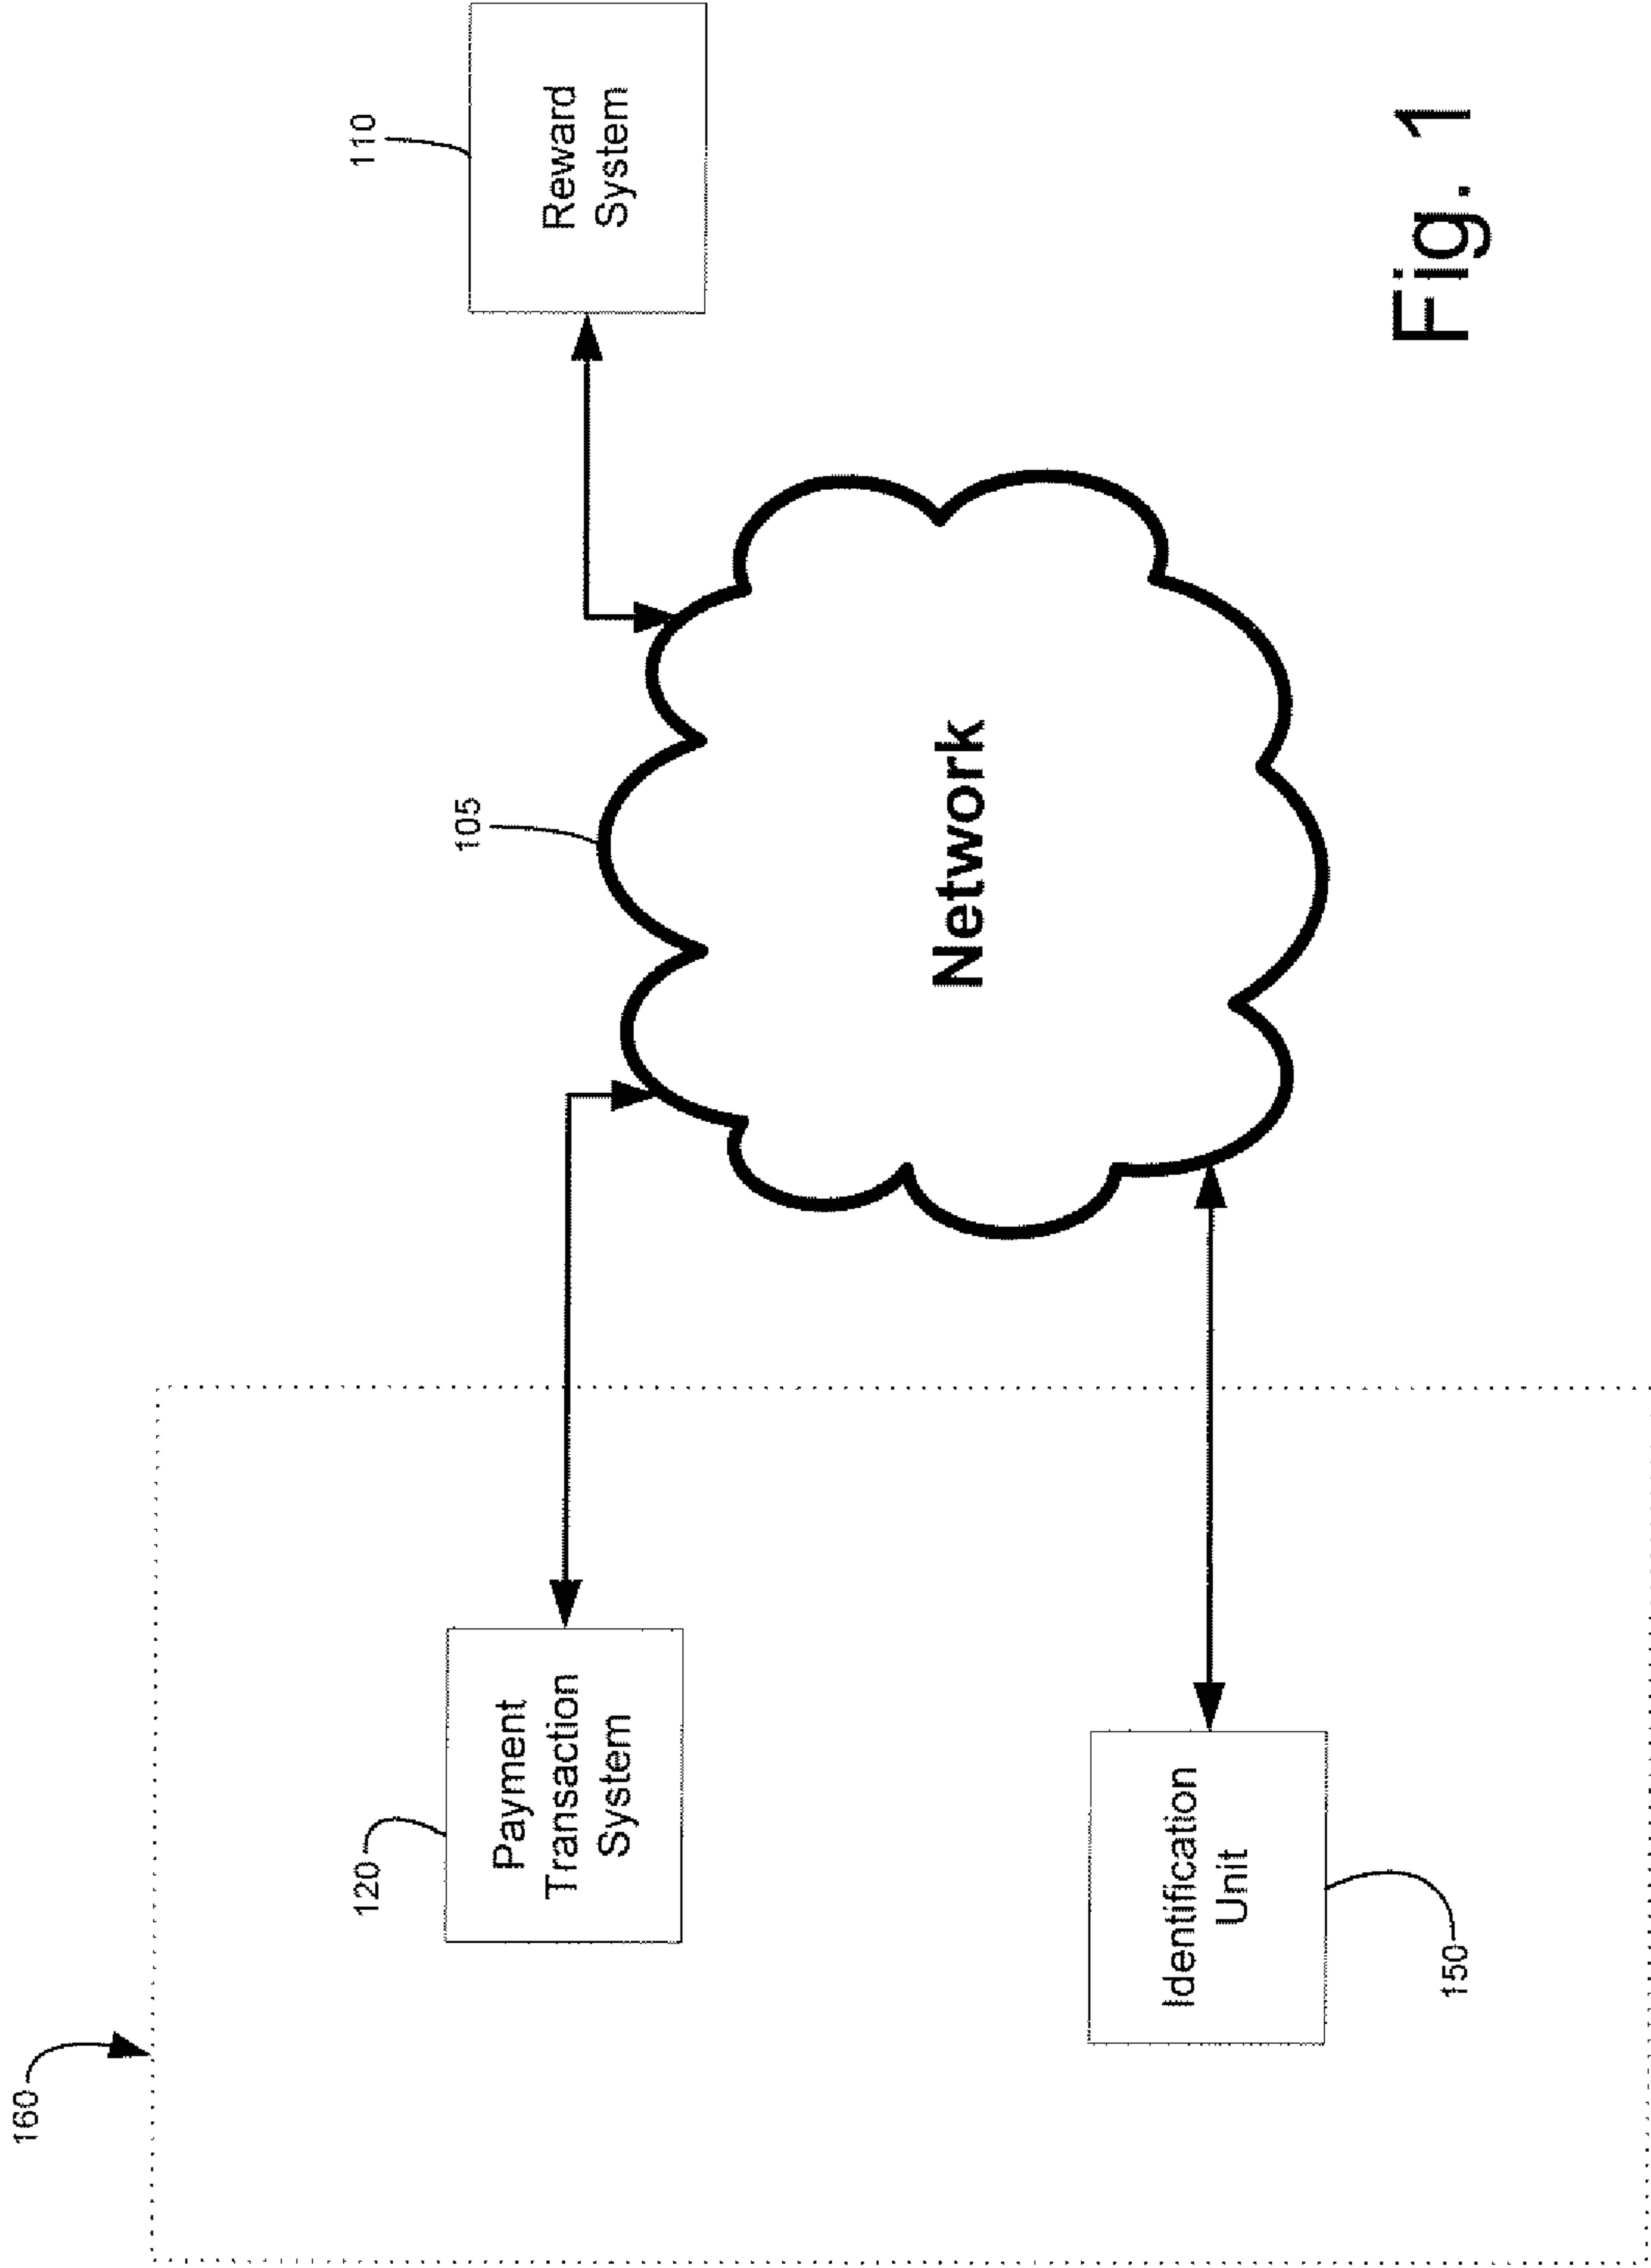 160
120
Payment
Transaction
System
105
110
Reward
System
Network
Identification
Unit
150
Fig. 1